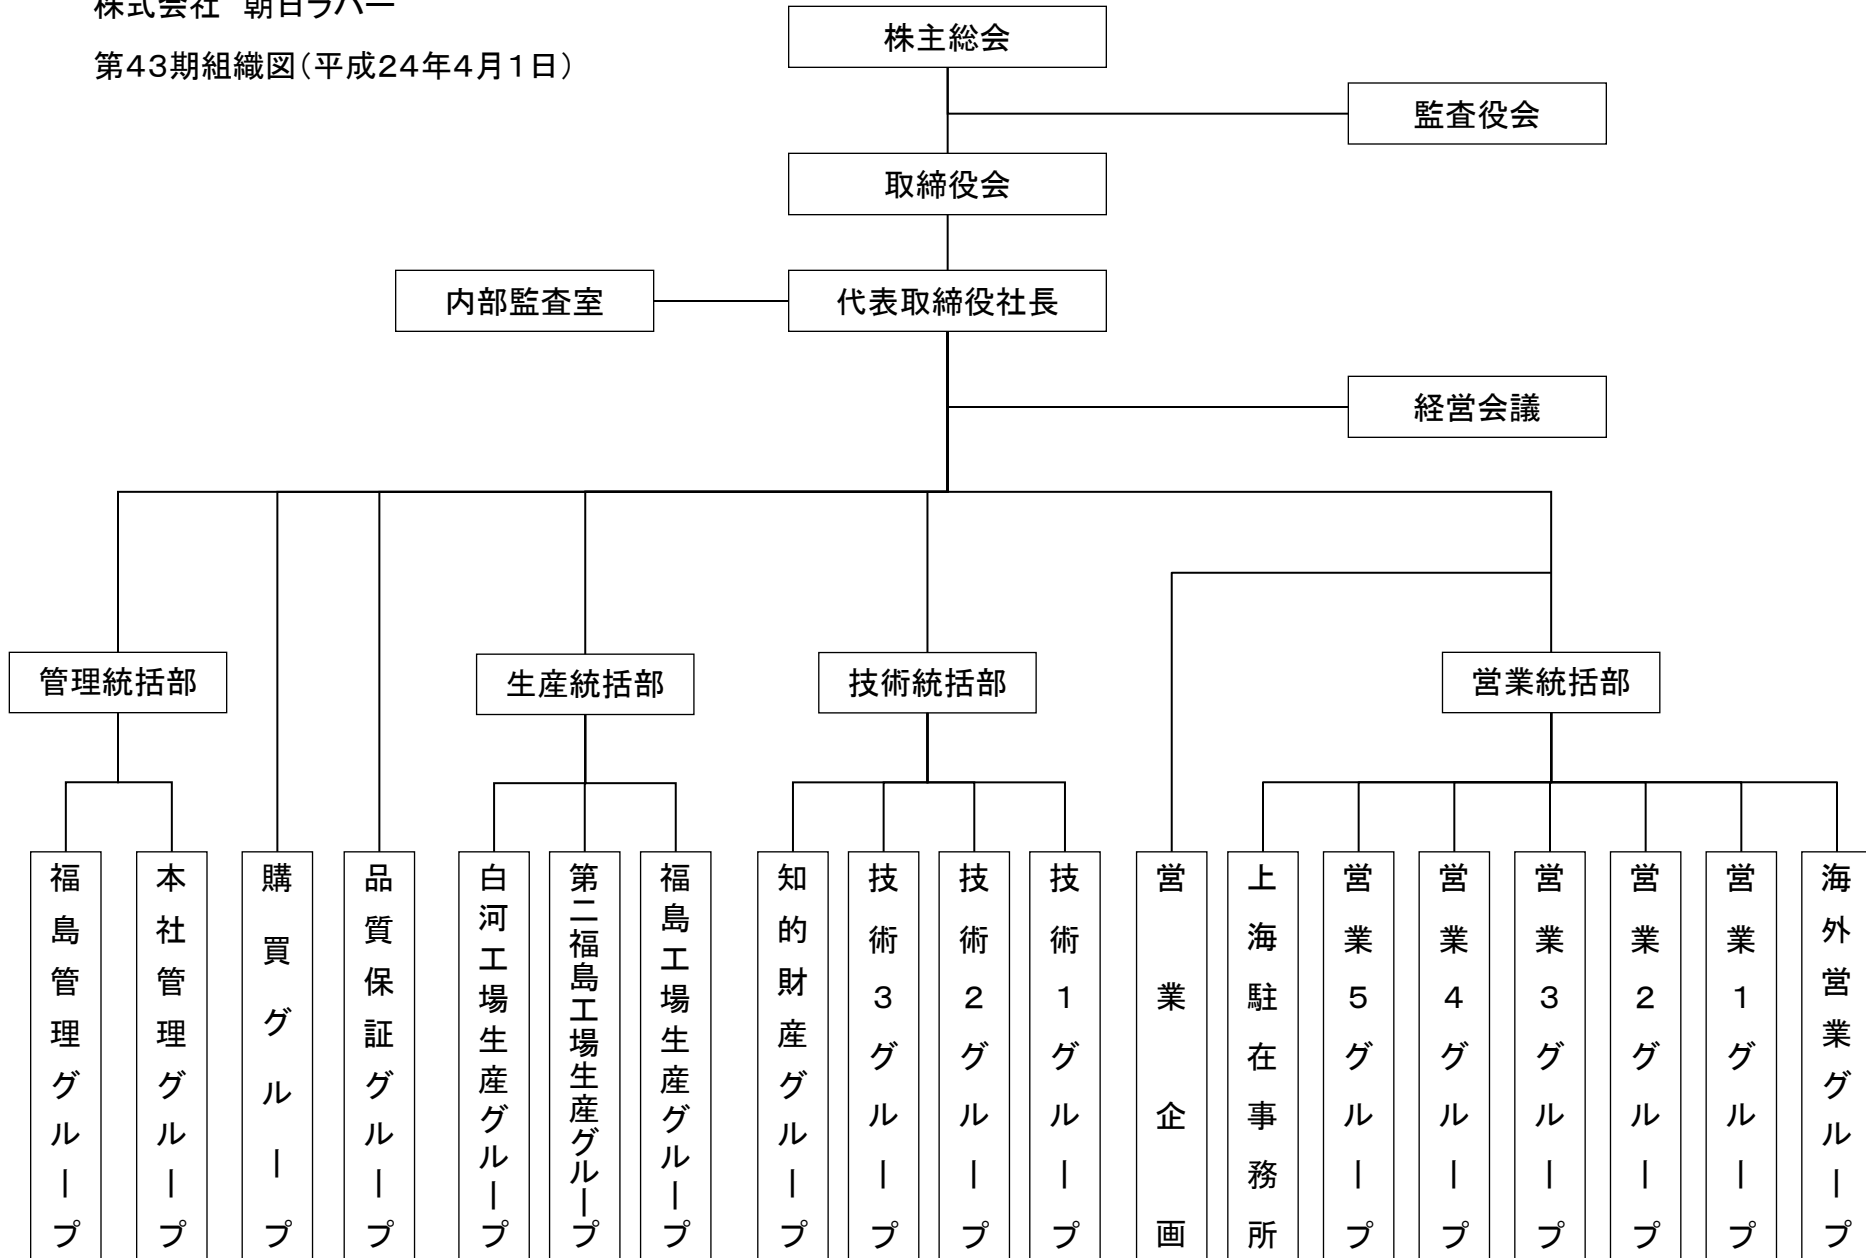 株式会社 朝日ラバー
第43期組織図(平成24年4月1日)
株主総会
監査役会
取締役会
内部監査室
代表取締役社長
経営会議
管理統括部
生産統括部
技術統括部
営業統括部
福島管理グループ
本社管理グループ
購買グループ
品質保証グループ
白河工場生産グループ
第二福島工場生産グループ
福島工場生産グループ
知的財産グループ
技術3グループ
技術2グループ
技術1グループ
営業企画
上海駐在事務所
営業5グループ
営業4グループ
営業3グループ
営業2グループ
営業1グループ
海外営業グループ